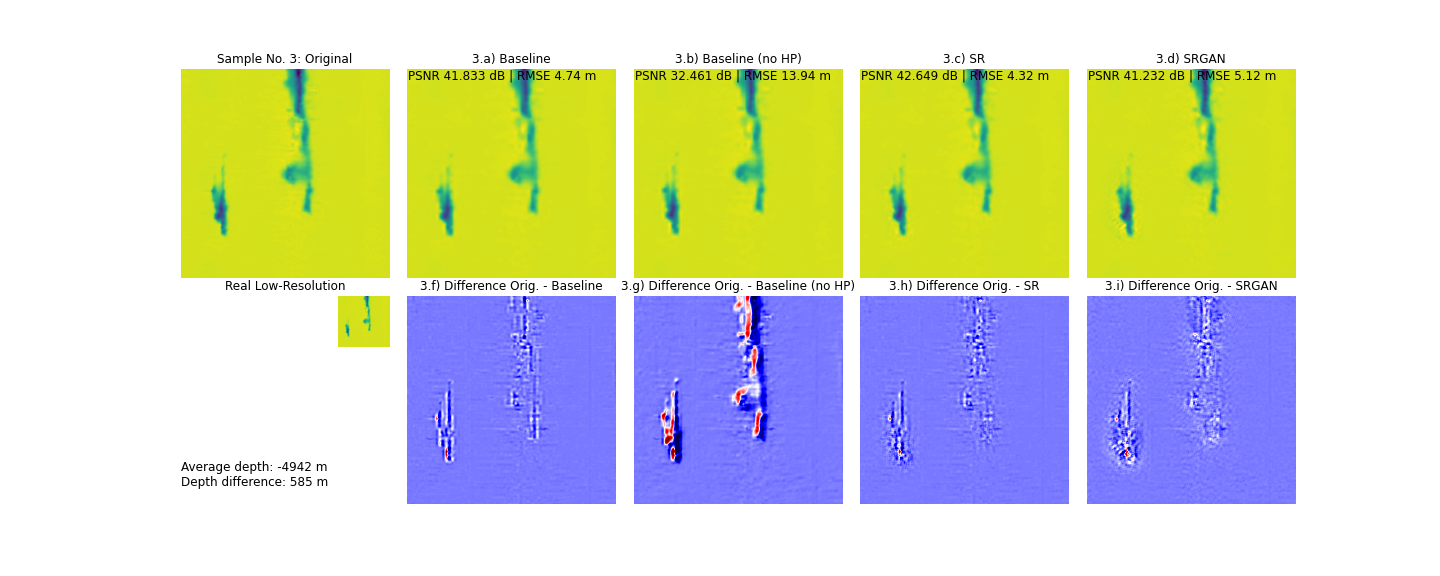 Sample No. 3: Original
3.a) Baseline
3.b) Baseline (no HP)
3.c) SR
3.d) SRGAN
PSNR 41.833 dB | RMSE 4.74 m
PSNR 32.461 dB | RMSE 13.94 m
PSNR 42.649 dB | RMSE 4.32 m
PSNR 41.232 dB | RMSE 5.12 m
Real Low-Resolution
3.f) Difference Orig. - Baseline
3.g) Difference Orig. - Baseline (no HP)
3.h) Difference Orig. - SR
3.i) Difference Orig. - SRGAN
Average depth: -4942 m
Depth difference: 585 m